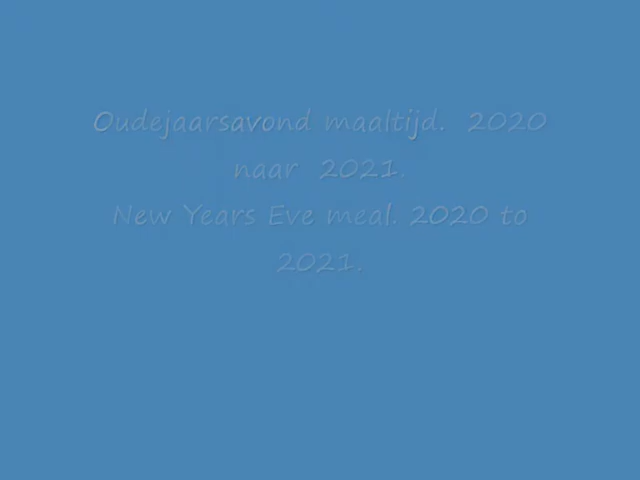 Oudejaarsavond maaltijd.  2020
naar  2021.
New Years Eve meal. 2020 to
2021.